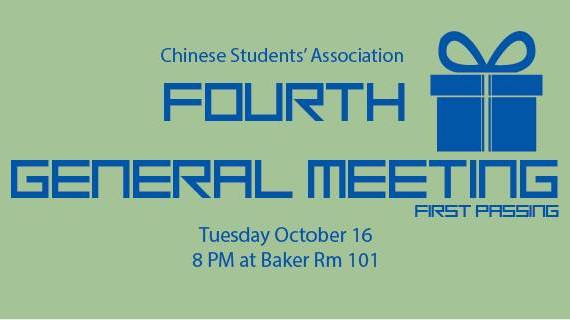 Chinese Students' Association
FOURTH
GENERAL MEETING
FIRST PASSING
Tuesday October 16
8 PM at Baker Rm 101